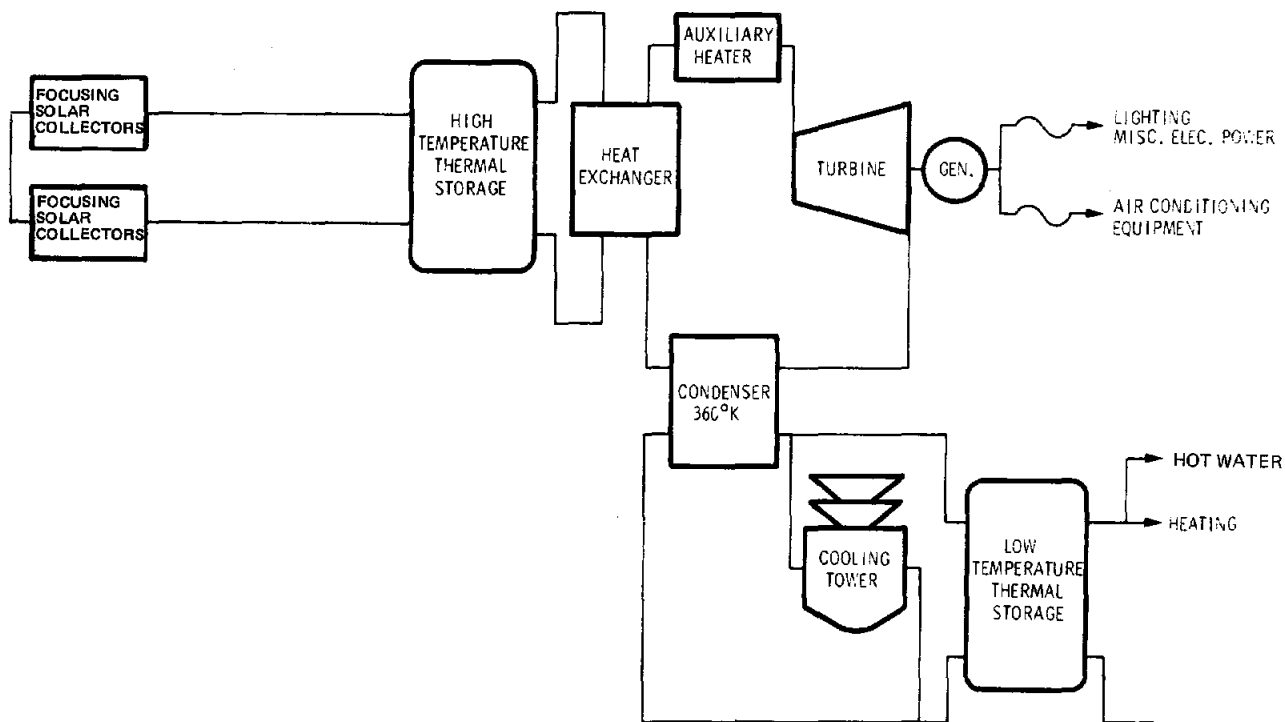 FOCUSING
SOLAR
COLLECTORS
FOCUSING
SOLAR
COLLECTORS
HIGH
TEMPERATURE
THERMAL
STORAGE
HEAT
EXCHANGER
AUXILIARY
HEATER
TURBINE
GEN.
LIGHTING
MISC. ELEC. POWER
AIR CONDITIONING
EQUIPMENT
CONDENSER
360°K
COOLING
TOWER
LOW
TEMPERATURE
THERMAL
STORAGE
HOT WATER
HEATING